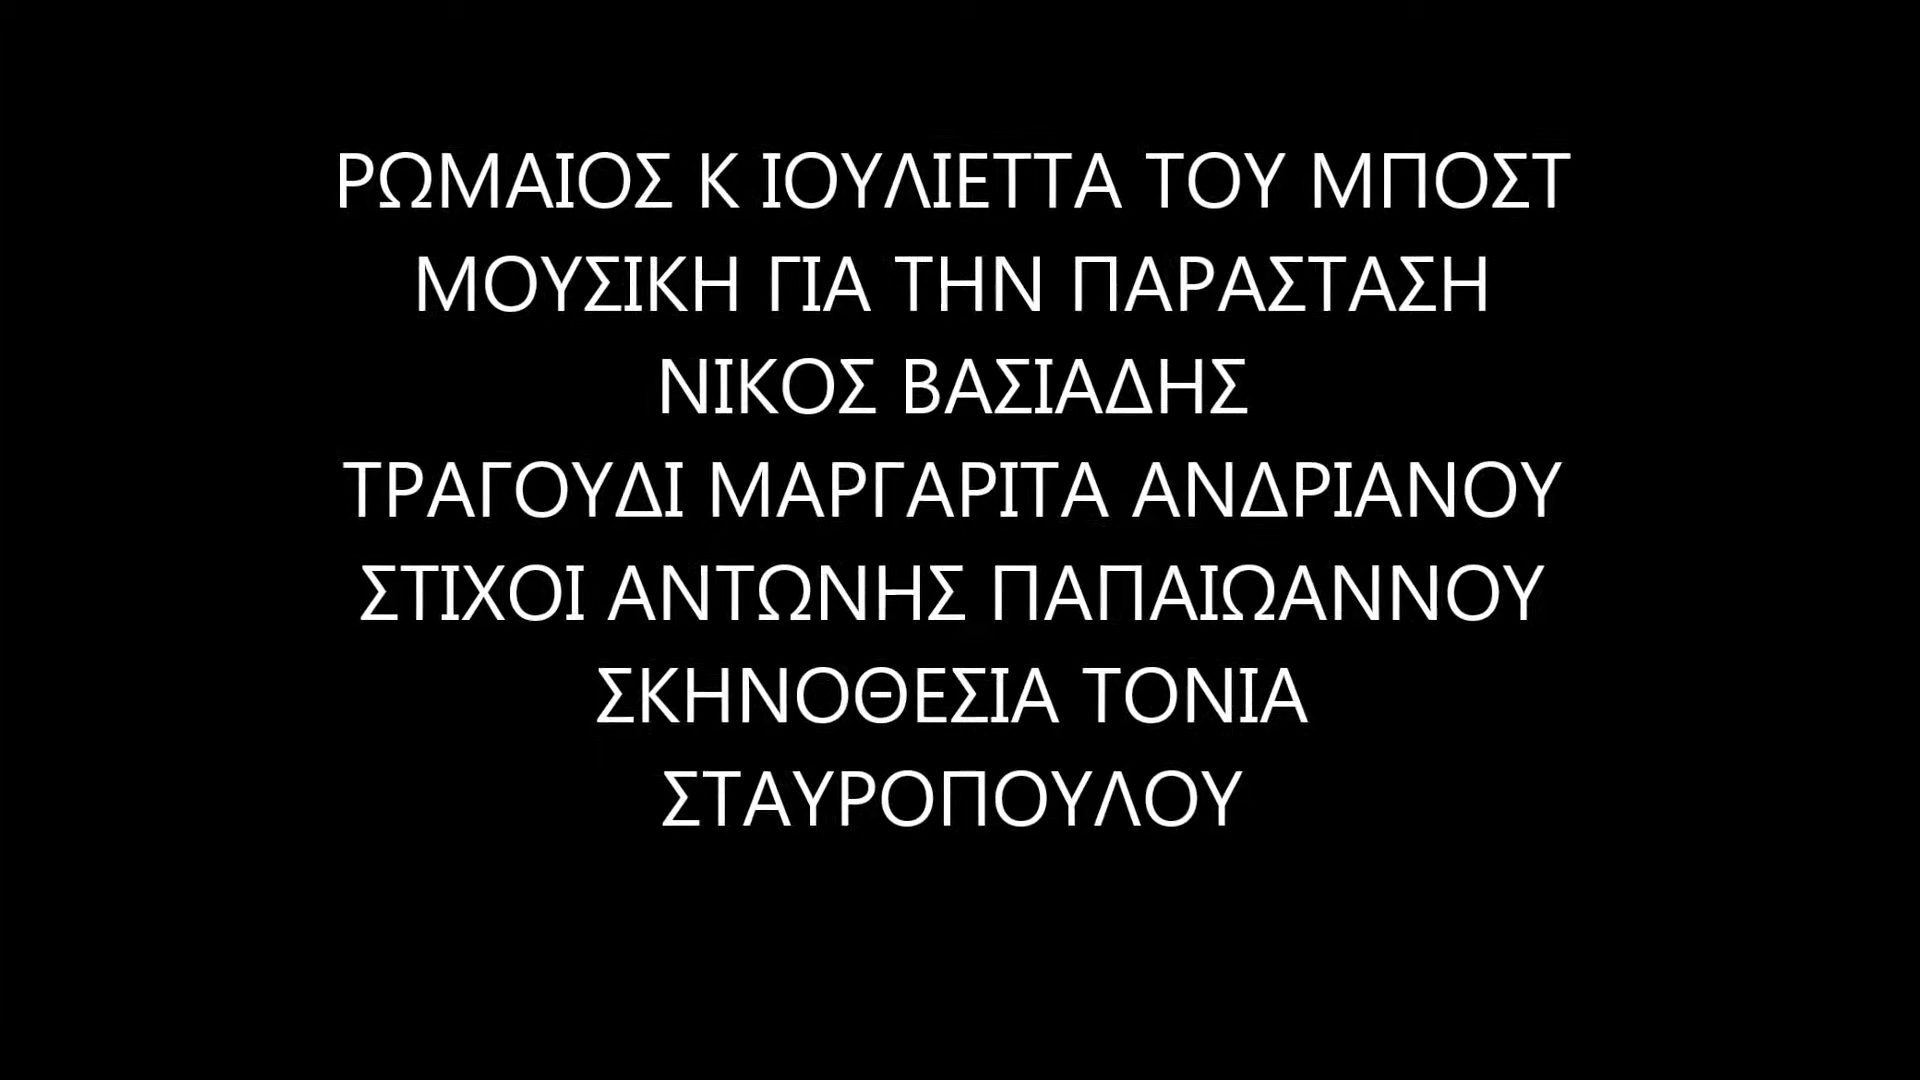 ΡΩΜΑΙΟΣ Κ ΙΟΥΛΙΕΤΤΑ ΤΟΥ ΜΠΟΣΤ
ΜΟΥΣΙΚΗ ΓΙΑ ΤΗΝ ΠΑΡΑΣΤΑΣΗ
ΝΙΚΟΣ ΒΑΣΙΑΔΗΣ
ΤΡΑΓΟΥΔΙ ΜΑΡΓΑΡΙΤΑ ΑΝΔΡΙΑΝΟΥ
ΣΤΙΧΟΙ ΑΝΤΩΝΗΣ ΠΑΠΑΙΩΑΝΝΟΥ
ΣΚΗΝΟΘΕΣΙΑ ΤΟΝΙΑ
ΣΤΑΥΡΟΠΟΥΛΟΥ